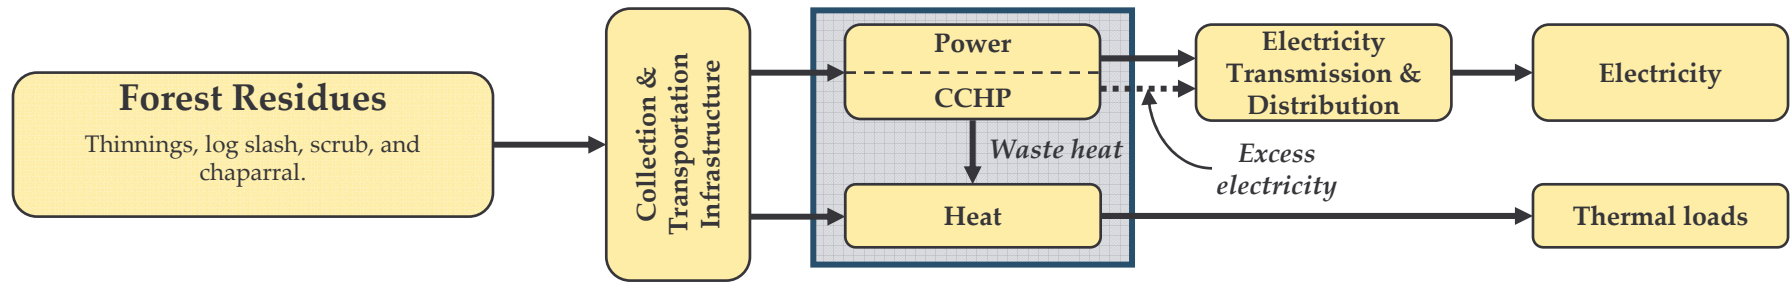 Forest Residues
Thinnings, log slash, scrub, and
chaparral.
Collection &
Transportation
Infrastructure
Power
CCHP
Waste heat
Heat
Excess
electricity
Electricity
Transmission &
Distribution
Electricity
Thermal loads